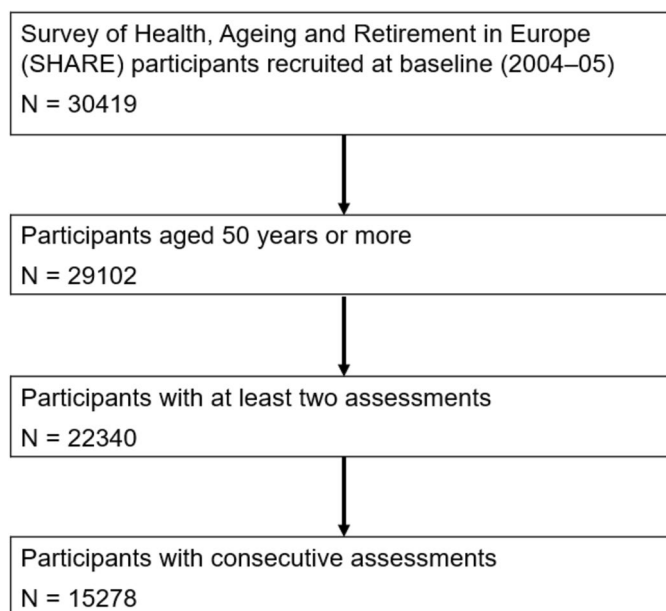 Survey of Health, Ageing and Retirement in Europe
(SHARE) participants recruited at baseline (2004–05)
N = 30419
Participants aged 50 years or more
N = 29102
Participants with at least two assessments
N = 22340
Participants with consecutive assessments
N = 15278